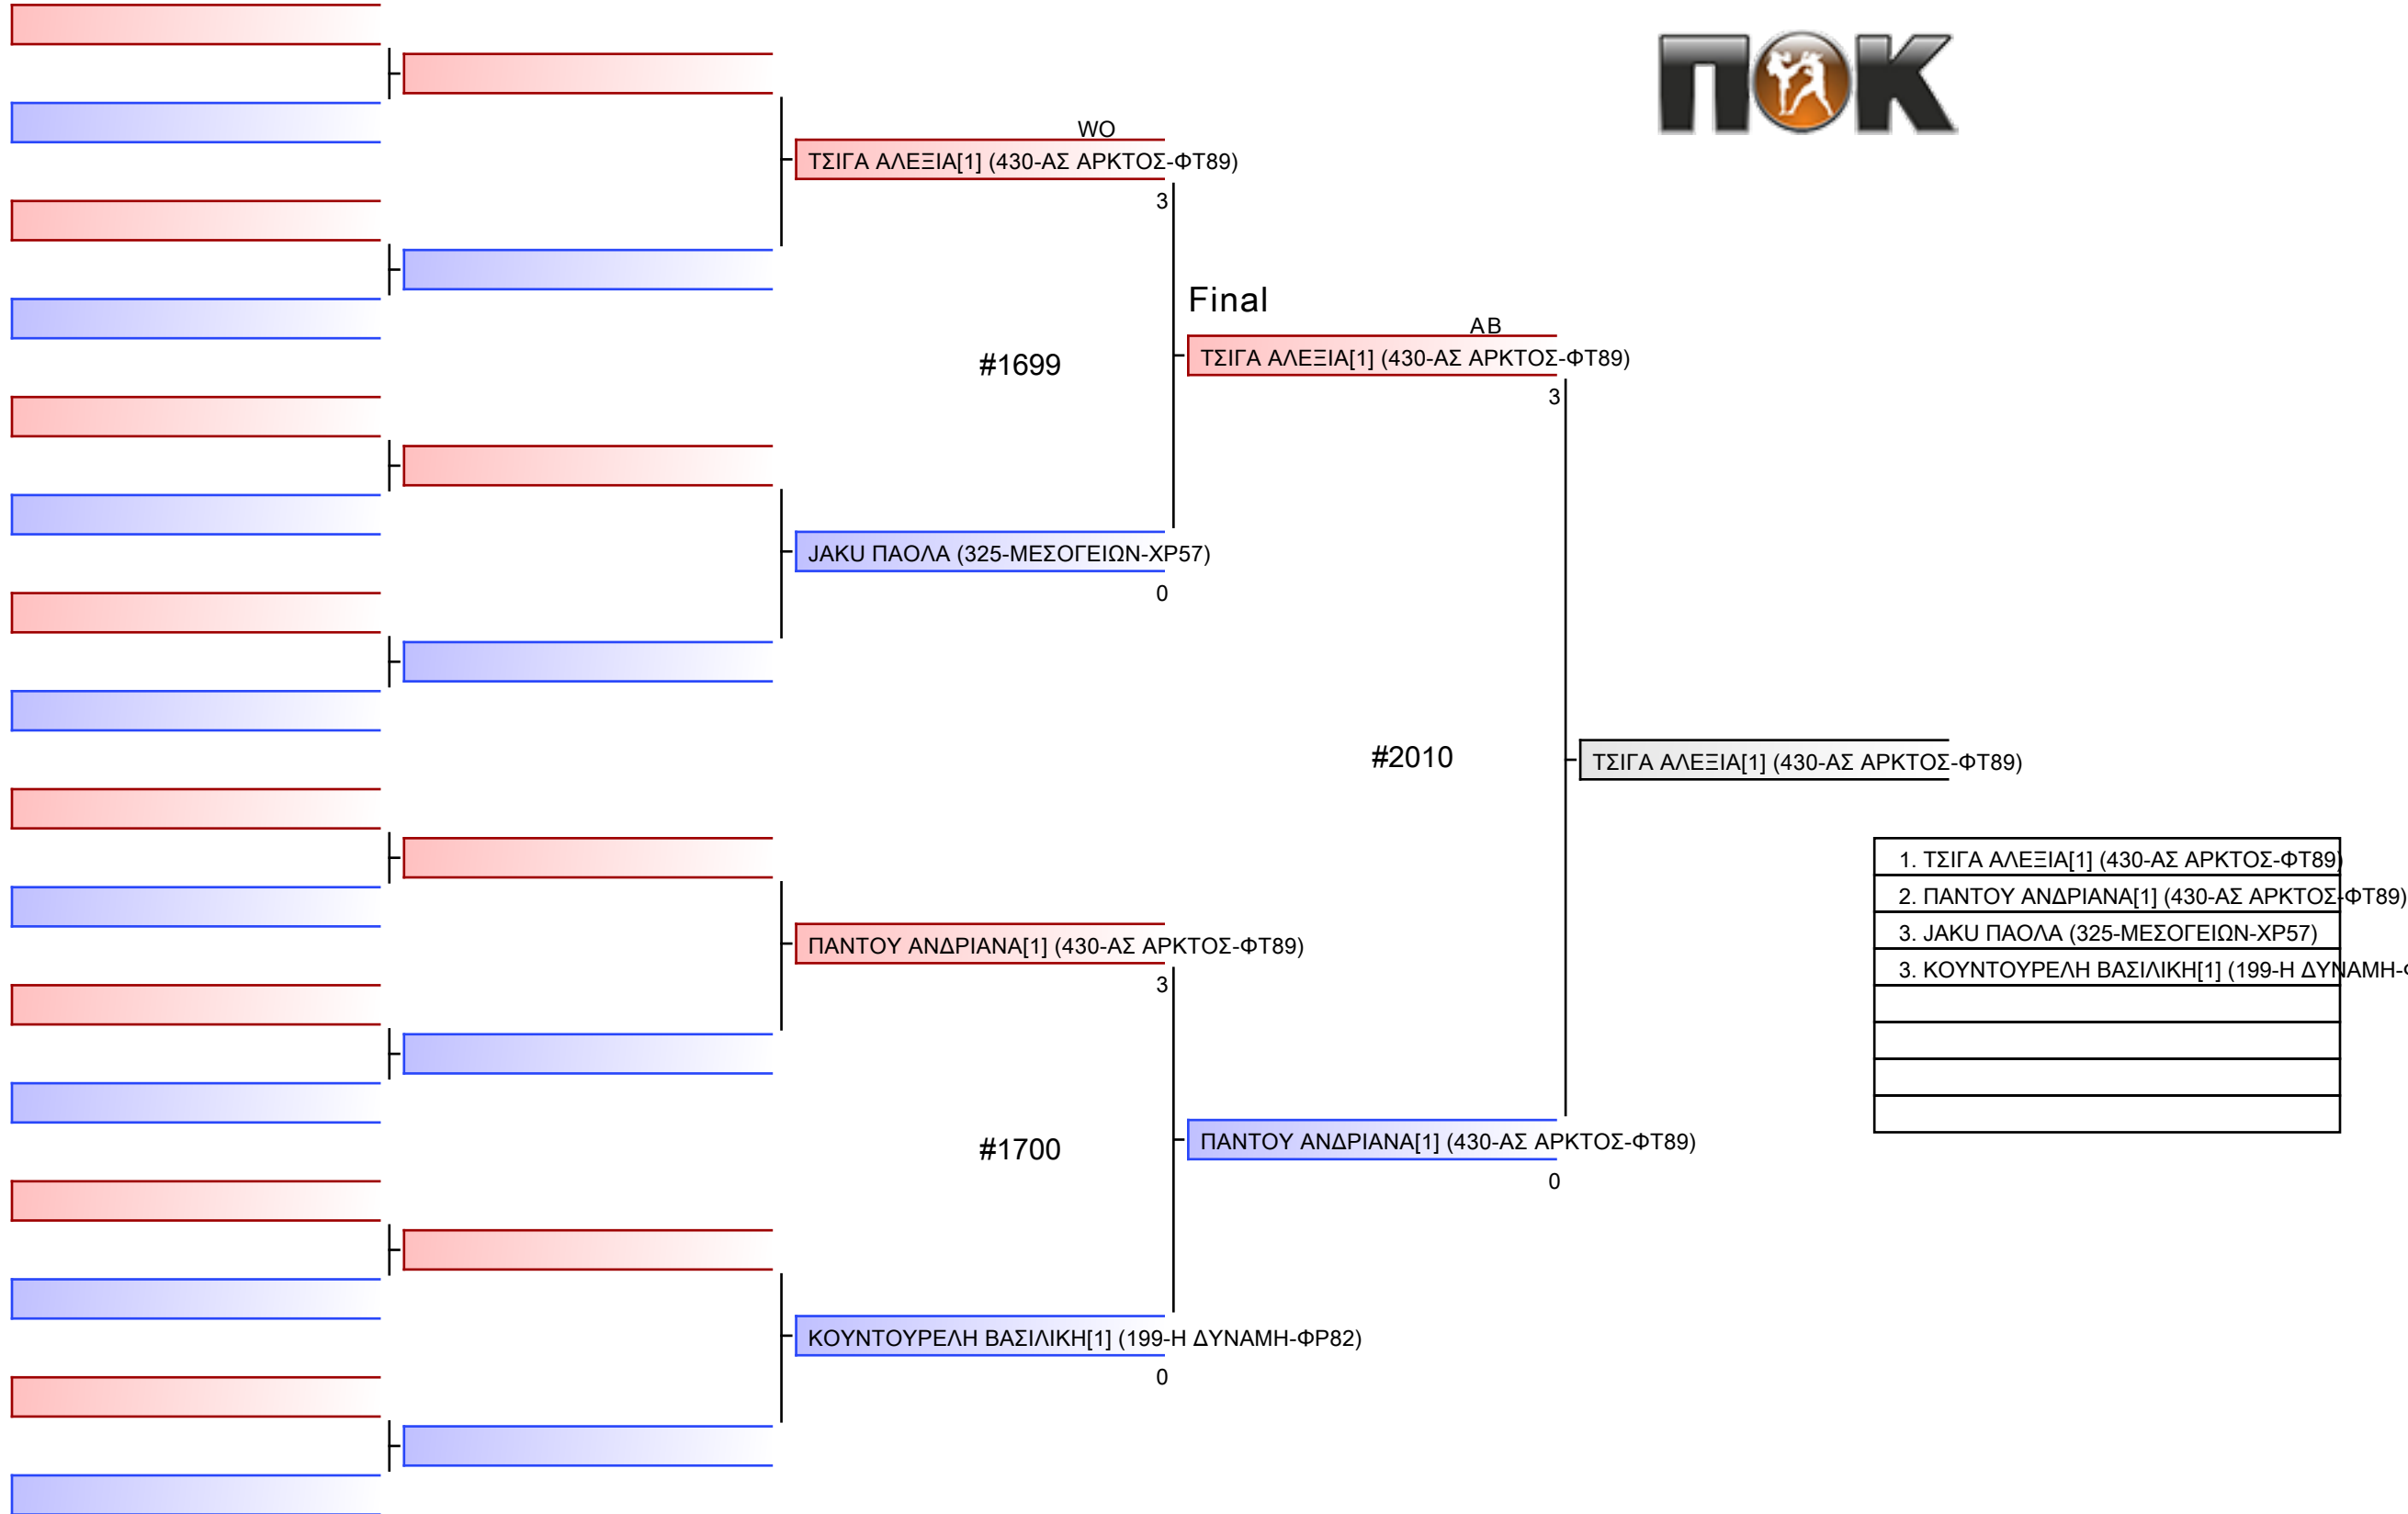 ΠΟΚ
WO
ΤΣΙΓΑ ΑΛΕΞΙΑ[1] (430-ΑΣ ΑΡΚΤΟΣ-ΦΤ89)
3
Final
AB
#1699
ΤΣΙΓΑ ΑΛΕΞΙΑ[1] (430-ΑΣ ΑΡΚΤΟΣ-ΦΤ89)
3
JAKU ΠΑΟΛΑ (325-ΜΕΣΟΓΕΙΩΝ-ΧΡ57)
0
#2010
ΤΣΙΓΑ ΑΛΕΞΙΑ[1] (430-ΑΣ ΑΡΚΤΟΣ-ΦΤ89)
1. ΤΣΙΓΑ ΑΛΕΞΙΑ[1] (430-ΑΣ ΑΡΚΤΟΣ-ΦΤ89)
2. ΠΑΝΤΟΥ ΑΝΔΡΙΑΝΑ[1] (430-ΑΣ ΑΡΚΤΟΣ-ΦΤ89)
3. JAKU ΠΑΟΛΑ (325-ΜΕΣΟΓΕΙΩΝ-ΧΡ57)
3. ΚΟΥΝΤΟΥΡΕΛΗ ΒΑΣΙΛΙΚΗ[1] (199-Η ΔΥΝΑΜΗ-
ΠΑΝΤΟΥ ΑΝΔΡΙΑΝΑ[1] (430-ΑΣ ΑΡΚΤΟΣ-ΦΤ89)
3
#1700
ΠΑΝΤΟΥ ΑΝΔΡΙΑΝΑ[1] (430-ΑΣ ΑΡΚΤΟΣ-ΦΤ89)
0
ΚΟΥΝΤΟΥΡΕΛΗ ΒΑΣΙΛΙΚΗ[1] (199-Η ΔΥΝΑΜΗ-ΦΡ82)
0